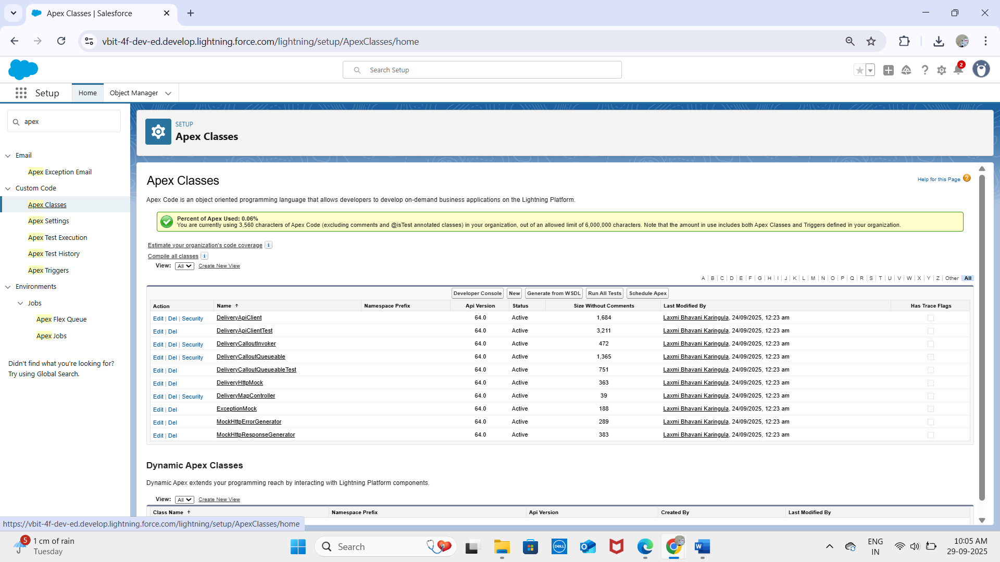 Apex Classes | Salesforce
vbit-4f-dev-ed.develop.lightning.force.com/lightning/setup/ApexClasses/home
Search Setup
2
Setup
Home
Object Manager
apex
Email
Apex Exception Email
Custom Code
Apex Classes
Apex Settings
Apex Test Execution
Apex Test History
Apex Triggers
Environments
Jobs
Apex Flex Queue
Apex Jobs
Didn't find what you're looking for?
Try using Global Search.
SETUP
Apex Classes
Apex Classes
Help for this Page ?
Apex Code is an object oriented programming language that allows developers to develop on-demand business applications on the Lightning Platform.
Percent of Apex Used: 0.06%
You are currently using 3,560 characters of Apex Code (excluding comments and @isTest annotated classes) in your organization, out of an allowed limit of 6,000,000 characters. Note that the amount in use includes both Apex Classes and Triggers defined in your organization.
Estimate your organization's code coverage i
Compile all classes i
View: All Create New View
A | B | C | D | E | F | G | H | I | J | K | L | M | N | O | P | Q | R | S | T | U | V | W | X | Y | Z | Other All
Developer Console New Generate from WSDL Run All Tests Schedule Apex
Action Name ↑ Namespace Prefix Api Version Status Size Without Comments Last Modified By Has Trace Flags
Edit | Del | Security DeliveryApiClient 64.0 Active 1,684 Laxmi Bhavani Karingula, 24/09/2025, 12:23 am
Edit | Del DeliveryApiClientTest 64.0 Active 3,211 Laxmi Bhavani Karingula, 24/09/2025, 12:23 am
Edit | Del | Security DeliveryCalloutInvoker 64.0 Active 472 Laxmi Bhavani Karingula, 24/09/2025, 12:23 am
Edit | Del | Security DeliveryCalloutQueueable 64.0 Active 1,365 Laxmi Bhavani Karingula, 24/09/2025, 12:23 am
Edit | Del DeliveryCalloutQueueableTest 64.0 Active 751 Laxmi Bhavani Karingula, 24/09/2025, 12:23 am
Edit | Del DeliveryHttpMock 64.0 Active 363 Laxmi Bhavani Karingula, 24/09/2025, 12:23 am
Edit | Del | Security DeliveryMapController 64.0 Active 39 Laxmi Bhavani Karingula, 24/09/2025, 12:23 am
Edit | Del ExceptionMock 64.0 Active 188 Laxmi Bhavani Karingula, 24/09/2025, 12:23 am
Edit | Del MockHttpErrorGenerator 64.0 Active 289 Laxmi Bhavani Karingula, 24/09/2025, 12:23 am
Edit | Del MockHttpResponseGenerator 64.0 Active 383 Laxmi Bhavani Karingula, 24/09/2025, 12:23 am
Dynamic Apex Classes
Dynamic Apex extends your programming reach by interacting with Lightning Platform components.
View: All Create New View
Class Name ↑ Namespace Prefix Api Version Created By Last Modified By
https://vbit-4f-dev-ed.develop.lightning.force.com/lightning/setup/ApexClasses/home
5
1 cm of rain
Tuesday
Search
DELL
W
ENG
IN
10:05 AM
29-09-2025